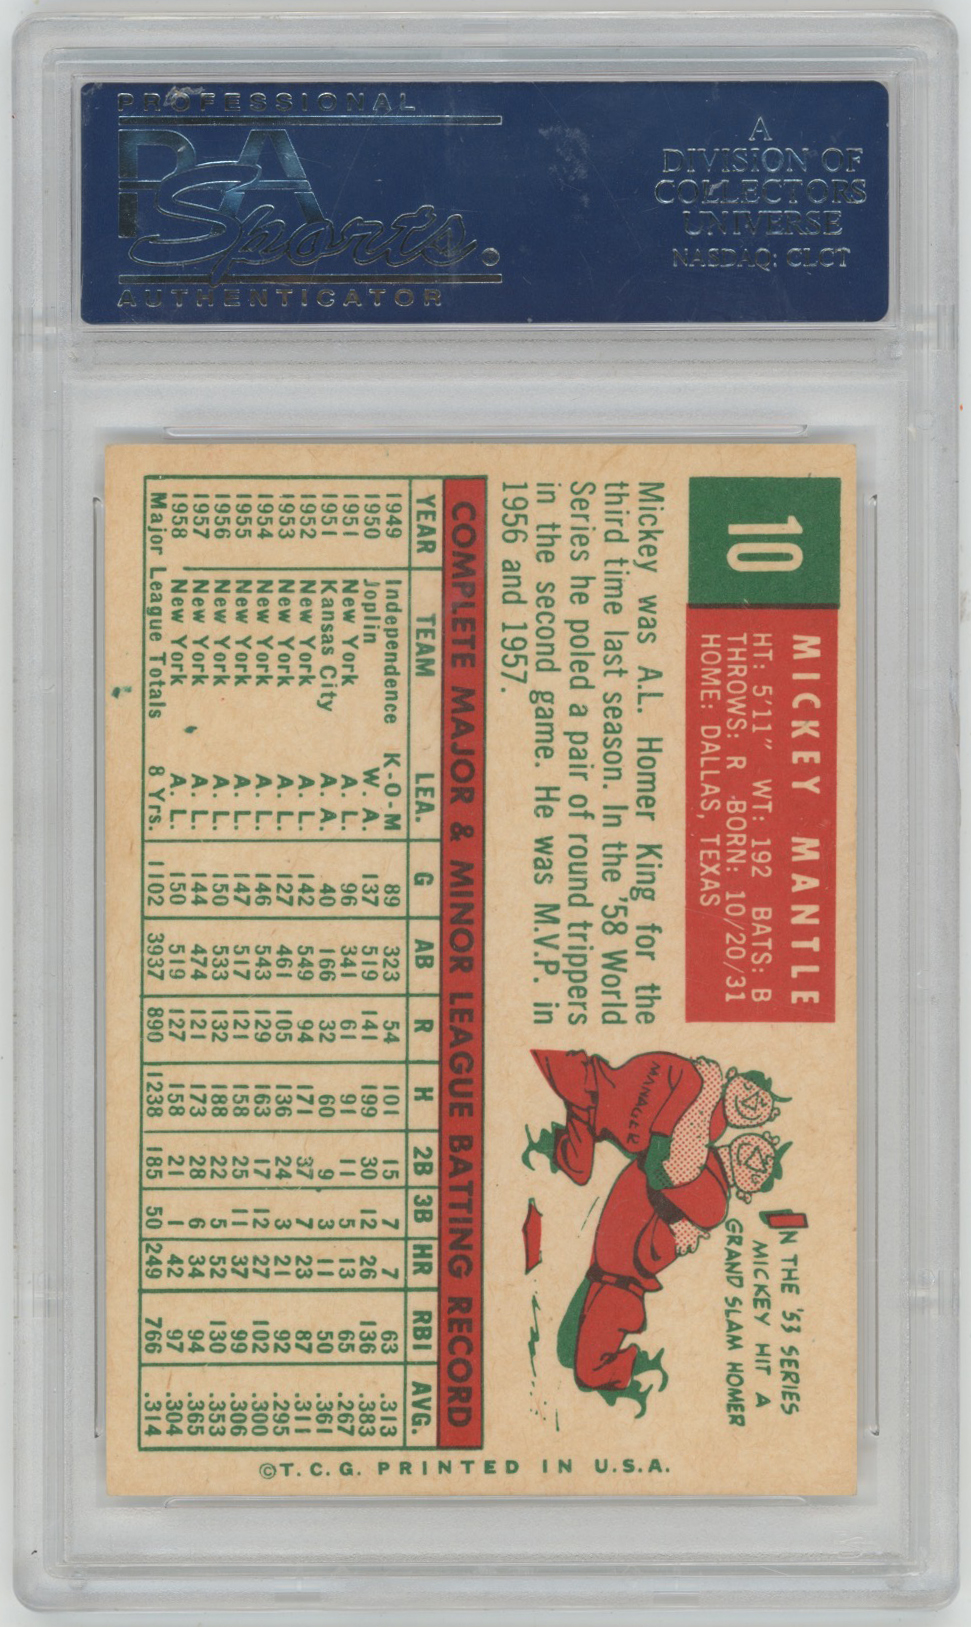 PROFESSIONAL
PSA
Sports
AUTHENTICATOR
A
DIVISION OF
COLLECTORS
UNIVERSE
NASDAQ: CLCT
10
MICKEY MANTLE
HT: 5'11" WT: 192 BATS: B
THROWS: R BORN: 10/20/31
HOME: DALLAS, TEXAS
Mickey was A.L. Homer King for the
third time last season. In the '58 World
Series he poled a pair of round trippers
in the second game. He was M.V.P. in
1956 and 1957.
IN THE '53 SERIES
MICKEY HIT A
GRAND SLAM HOMER
MANAGER
COMPLETE MAJOR & MINOR LEAGUE BATTING RECORD
YEAR TEAM LEA. G AB R H 2B 3B HR RBI AVG.
1949 Independence K-O-M 89 323 54 101 15 7 7 63 .313
1950 Joplin W. A. 137 519 141 199 30 12 26 136 .383
1951 New York A. L. 96 341 61 91 11 5 13 65 .267
1951 Kansas City A. A. 40 166 32 60 9 3 11 50 .361
1952 New York A. L. 142 549 94 171 37 7 23 87 .311
1953 New York A. L. 127 461 105 136 24 3 21 92 .295
1954 New York A. L. 146 543 129 163 17 12 27 102 .300
1955 New York A. L. 147 517 121 158 25 11 37 99 .306
1956 New York A. L. 150 533 132 188 22 5 52 130 .353
1957 New York A. L. 144 474 121 173 28 6 34 94 .365
1958 New York A. L. 150 519 127 158 21 1 42 97 .304
Major League Totals 8 Yrs. 1102 3937 890 1238 185 50 249 766 .314
©T.C.G. PRINTED IN U.S.A.